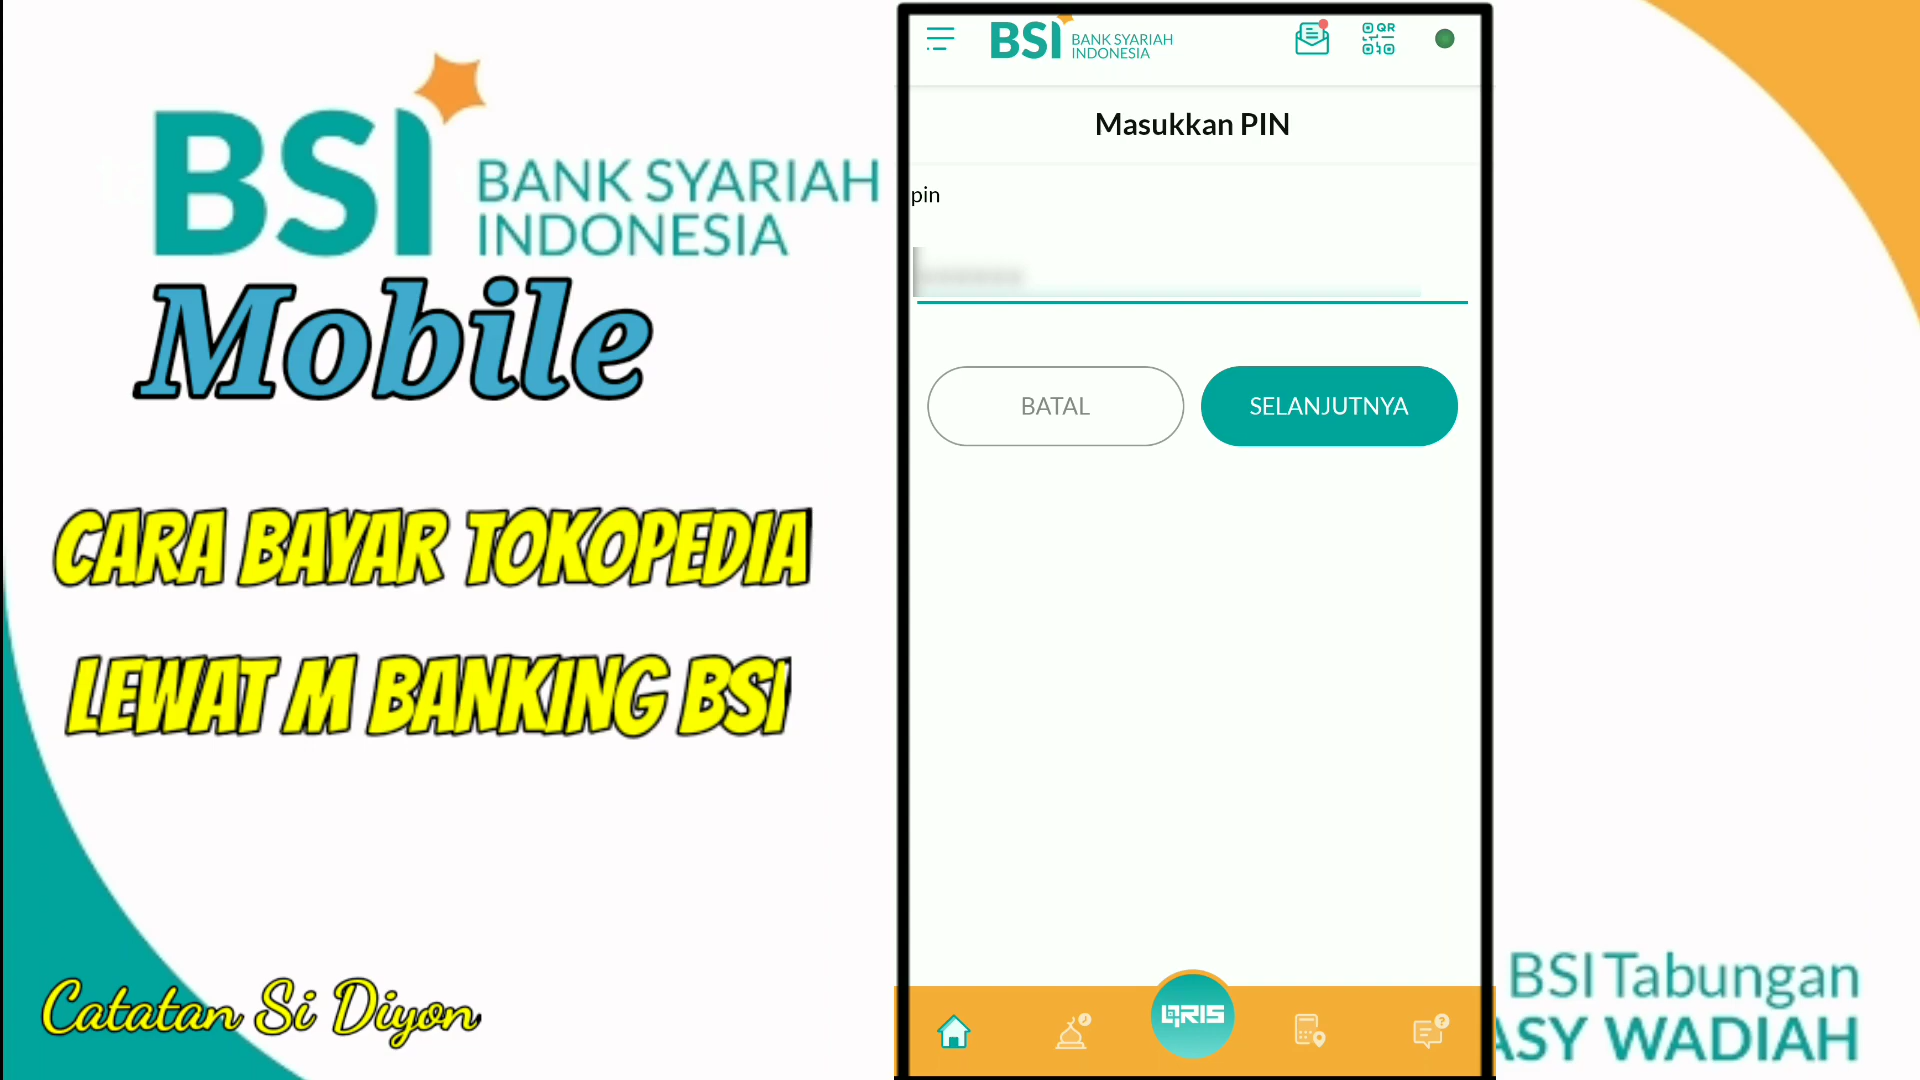 BSI BANK SYARIAH
INDONESIA
Mobile
CARA BAYAR TOKOPEDIA
LEWAT M BANKING BSI
Catatan Si Diyon
BSI BANK SYARIAH
INDONESIA
QR
Masukkan PIN
pin
BATAL
SELANJUTNYA
QRIS
?
BSI Tabungan
ASY WADIAH